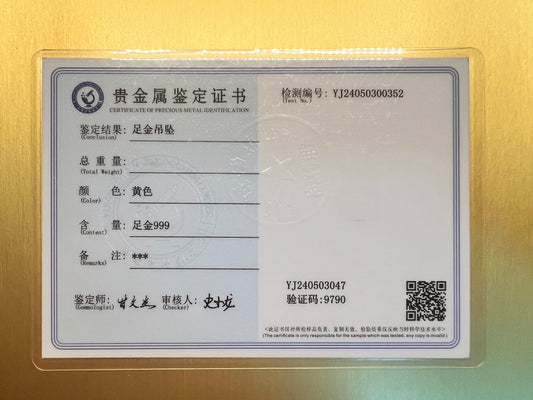 贵金属鉴定证书
CERTIFICATE OF PRECIOUS METAL IDENTIFICATION
检测编号: YJ24050300352
(Test No.)
鉴定结果: 足金吊坠
(Conclusion)
总重量:
(Total Weight)
颜色: 黄色
(Color)
含量: 足金999
(Content)
备注: ***
(Remarks)
YJ240503047
验证码:9790
鉴定师:
(Gemmologist)
审核人:
(Checker)
<此证书仅对所检样品负责，复制无效，检验结果仅反映当时科学技术水平>
(The certificate is only responsible for the sample which was tested, any copy is invalid)